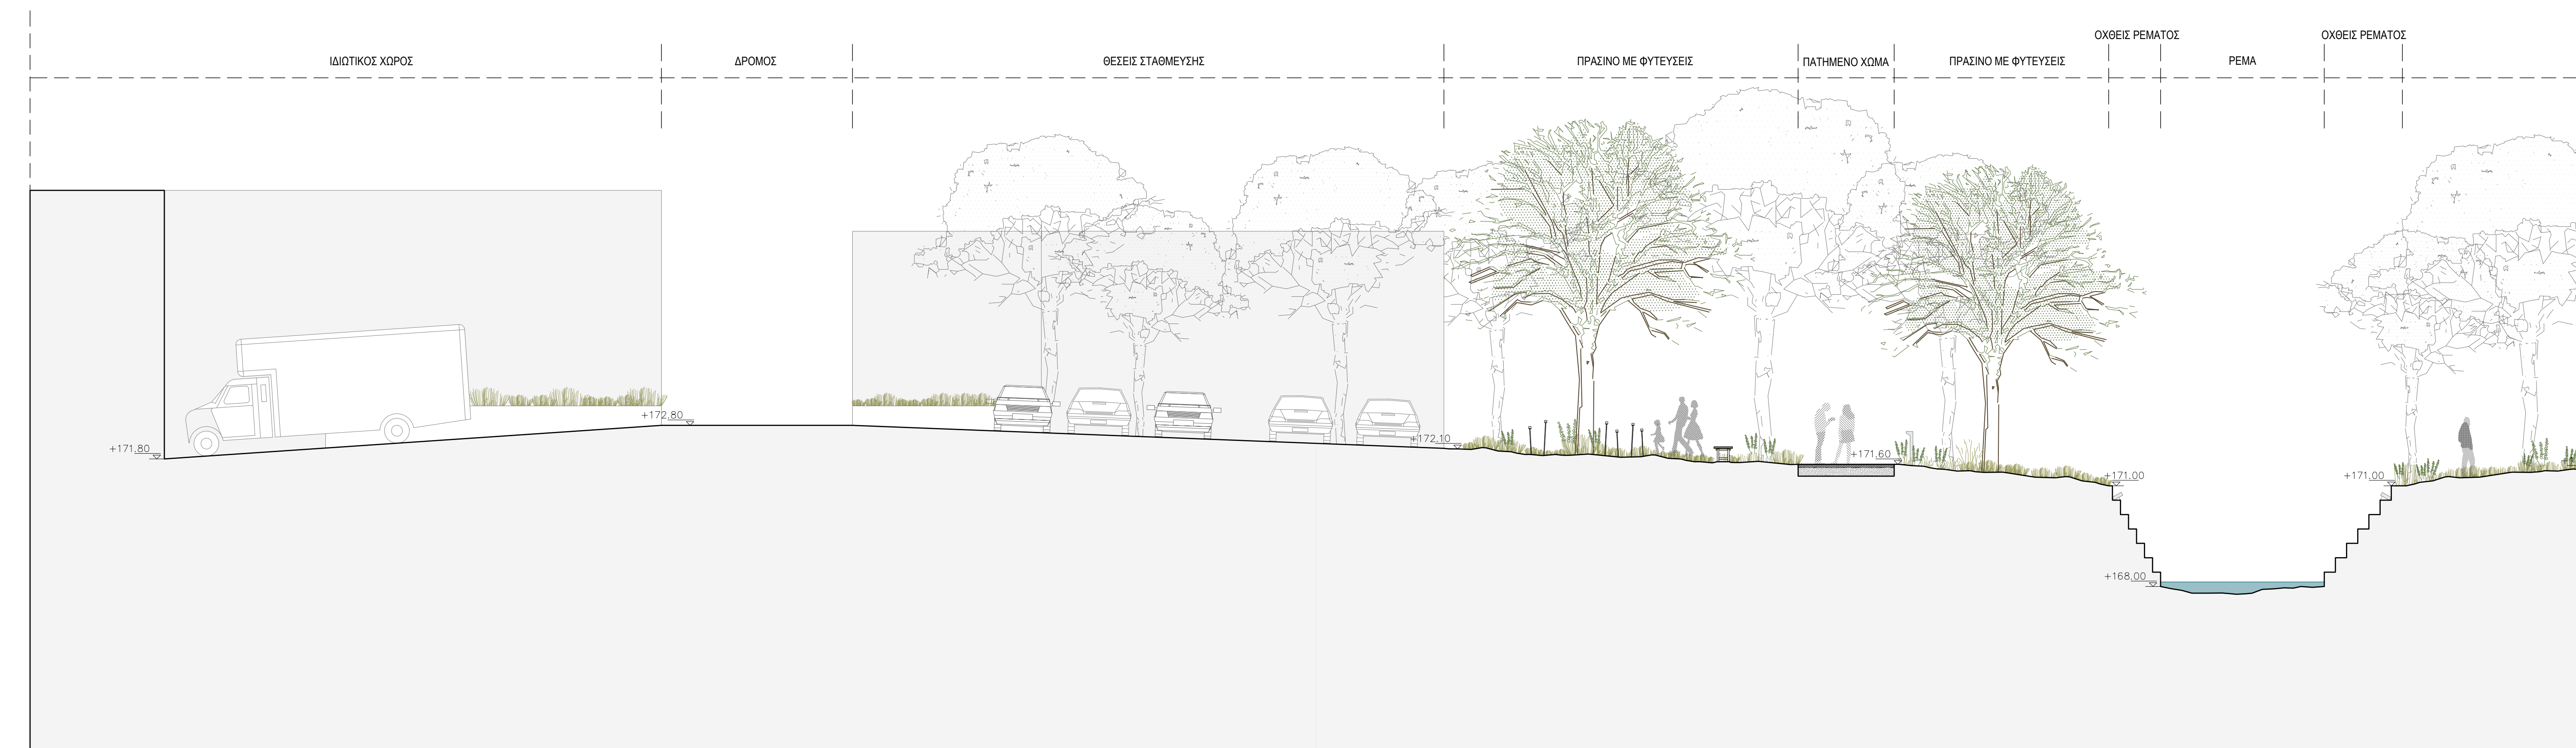 ΟΧΘΕΙΣ ΡΕΜΑΤΟΣ
ΟΧΘΕΙΣ ΡΕΜΑΤΟΣ
ΙΔΙΩΤΙΚΟΣ ΧΩΡΟΣ
ΔΡΟΜΟΣ
ΘΕΣΕΙΣ ΣΤΑΘΜΕΥΣΗΣ
ΠΡΑΣΙΝΟ ΜΕ ΦΥΤΕΥΣΕΙΣ
ΠΑΤΗΜΕΝΟ ΧΩΜΑ
ΠΡΑΣΙΝΟ ΜΕ ΦΥΤΕΥΣΕΙΣ
ΡΕΜΑ
+171.80
+172.80
+172.10
+171.60
+171.00
+171.00
+168.00